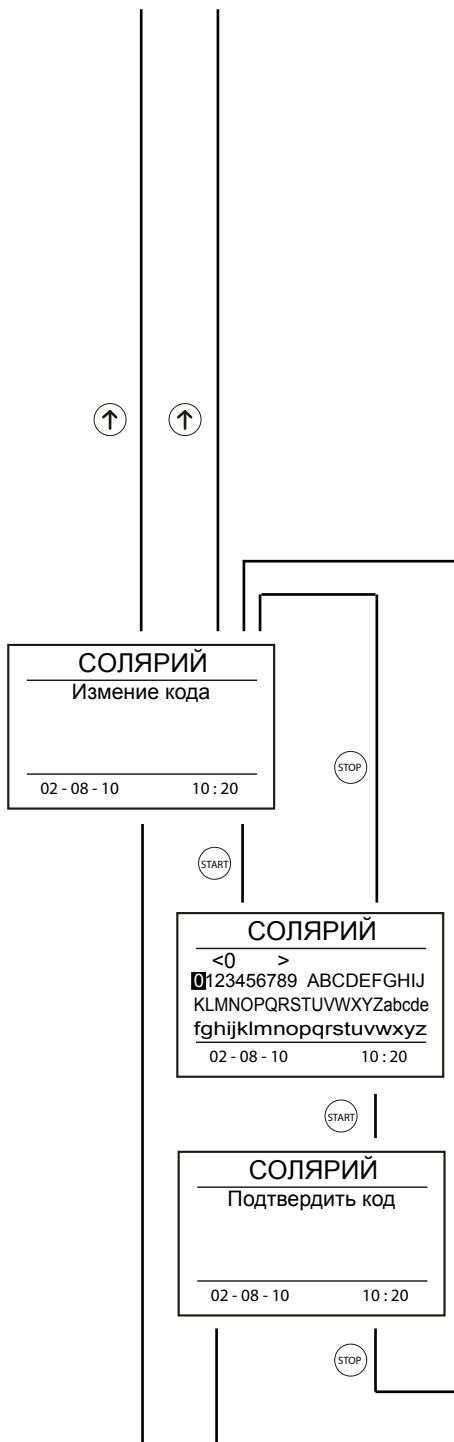 СОЛЯРИЙ
Измение кода
02 - 08 - 10 10 : 20
STOP
START
СОЛЯРИЙ
<0 >
0123456789 ABCDEFGHIJ
KLMNOPQRSTUVWXYZabcde
fghijklmnopqrstuvwxyz
02 - 08 - 10 10 : 20
START
СОЛЯРИЙ
Подтвердить код
02 - 08 - 10 10 : 20
STOP